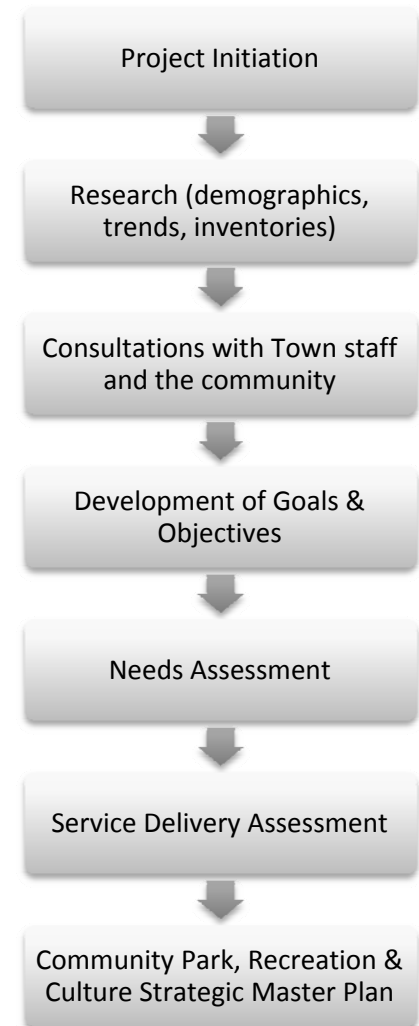 Project Initiation
Research (demographics,
trends, inventories)
Consultations with Town staff
and the community
Development of Goals &
Objectives
Needs Assessment
Service Delivery Assessment
Community Park, Recreation &
Culture Strategic Master Plan